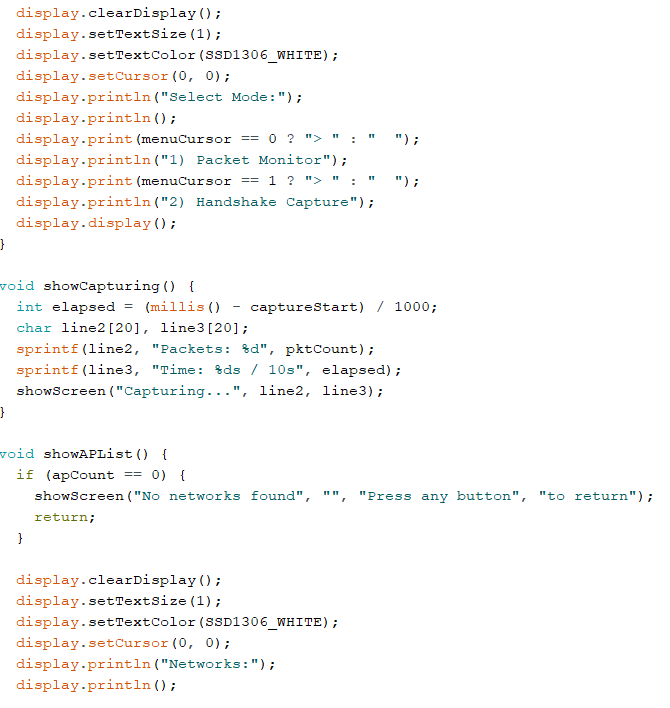 display.clearDisplay();
display.setTextSize(1);
display.setTextColor(SSD1306_WHITE);
display.setCursor(0, 0);
display.println("Select Mode:");
display.println();
display.print(menuCursor == 0 ? "> " : "  ");
display.println("1) Packet Monitor");
display.print(menuCursor == 1 ? "> " : "  ");
display.println("2) Handshake Capture");
display.display();
}
void showCapturing() {
int elapsed = (millis() - captureStart) / 1000;
char line2[20], line3[20];
sprintf(line2, "Packets: %d", pktCount);
sprintf(line3, "Time: %ds / 10s", elapsed);
showScreen("Capturing...", line2, line3);
}
void showAPList() {
if (apCount == 0) {
showScreen("No networks found", "", "Press any button", "to return");
return;
}
display.clearDisplay();
display.setTextSize(1);
display.setTextColor(SSD1306_WHITE);
display.setCursor(0, 0);
display.println("Networks:");
display.println();